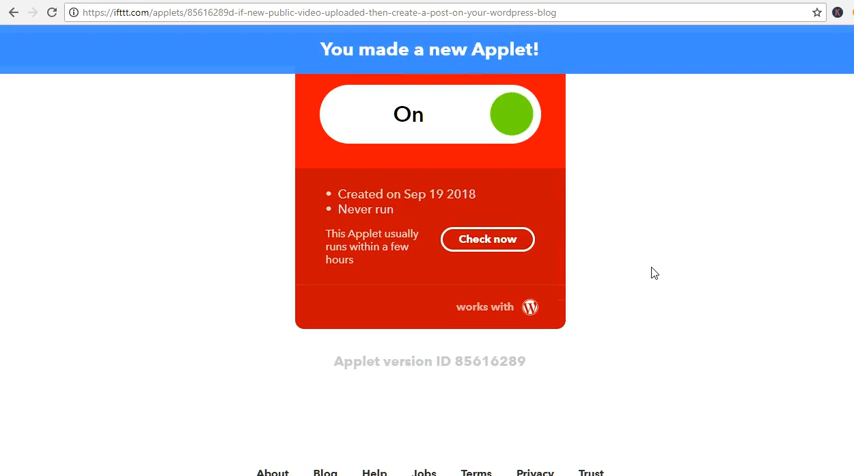 https://ifttt.com/applets/85616289d-if-new-public-video-uploaded-then-create-a-post-on-your-wordpress-blog
You made a new Applet!
On
• Created on Sep 19 2018
• Never run
This Applet usually
runs within a few
hours
Check now
works with
Applet version ID 85616289
About Blog Help Jobs Terms Privacy Trust